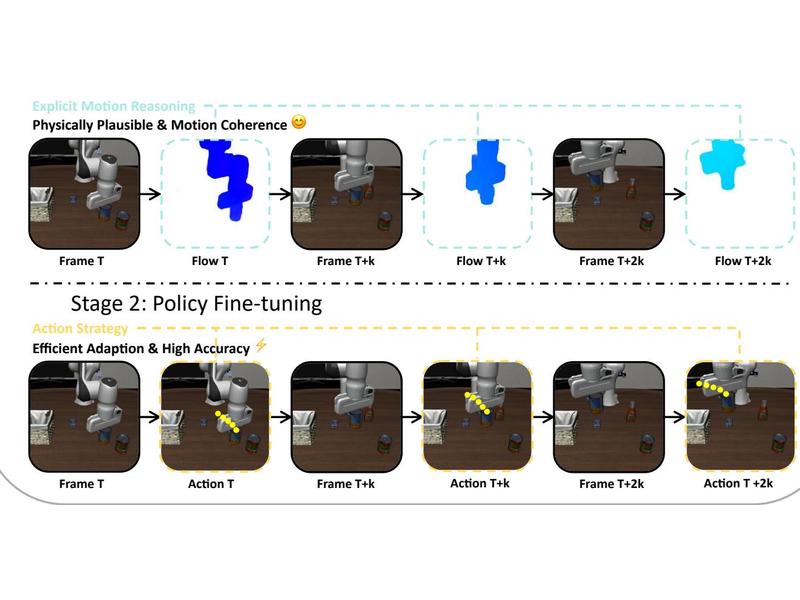 Explicit Motion Reasoning
Physically Plausible & Motion Coherence 😊
Frame T
Flow T
Frame T+k
Flow T+k
Frame T+2k
Flow T+2k
Stage 2: Policy Fine-tuning
Action Strategy
Efficient Adaption & High Accuracy ⚡
Frame T
Action T
Frame T+k
Action T+k
Frame T+2k
Action T +2k